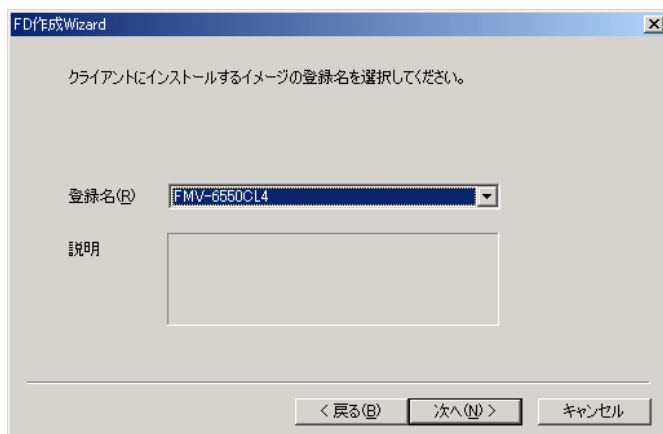 FD作成Wizard
クライアントにインストールするイメージの登録名を選択してください。
登録名(R) FMV-6550CL4
説明
< 戻る(B) 次へ(N) > キャンセル